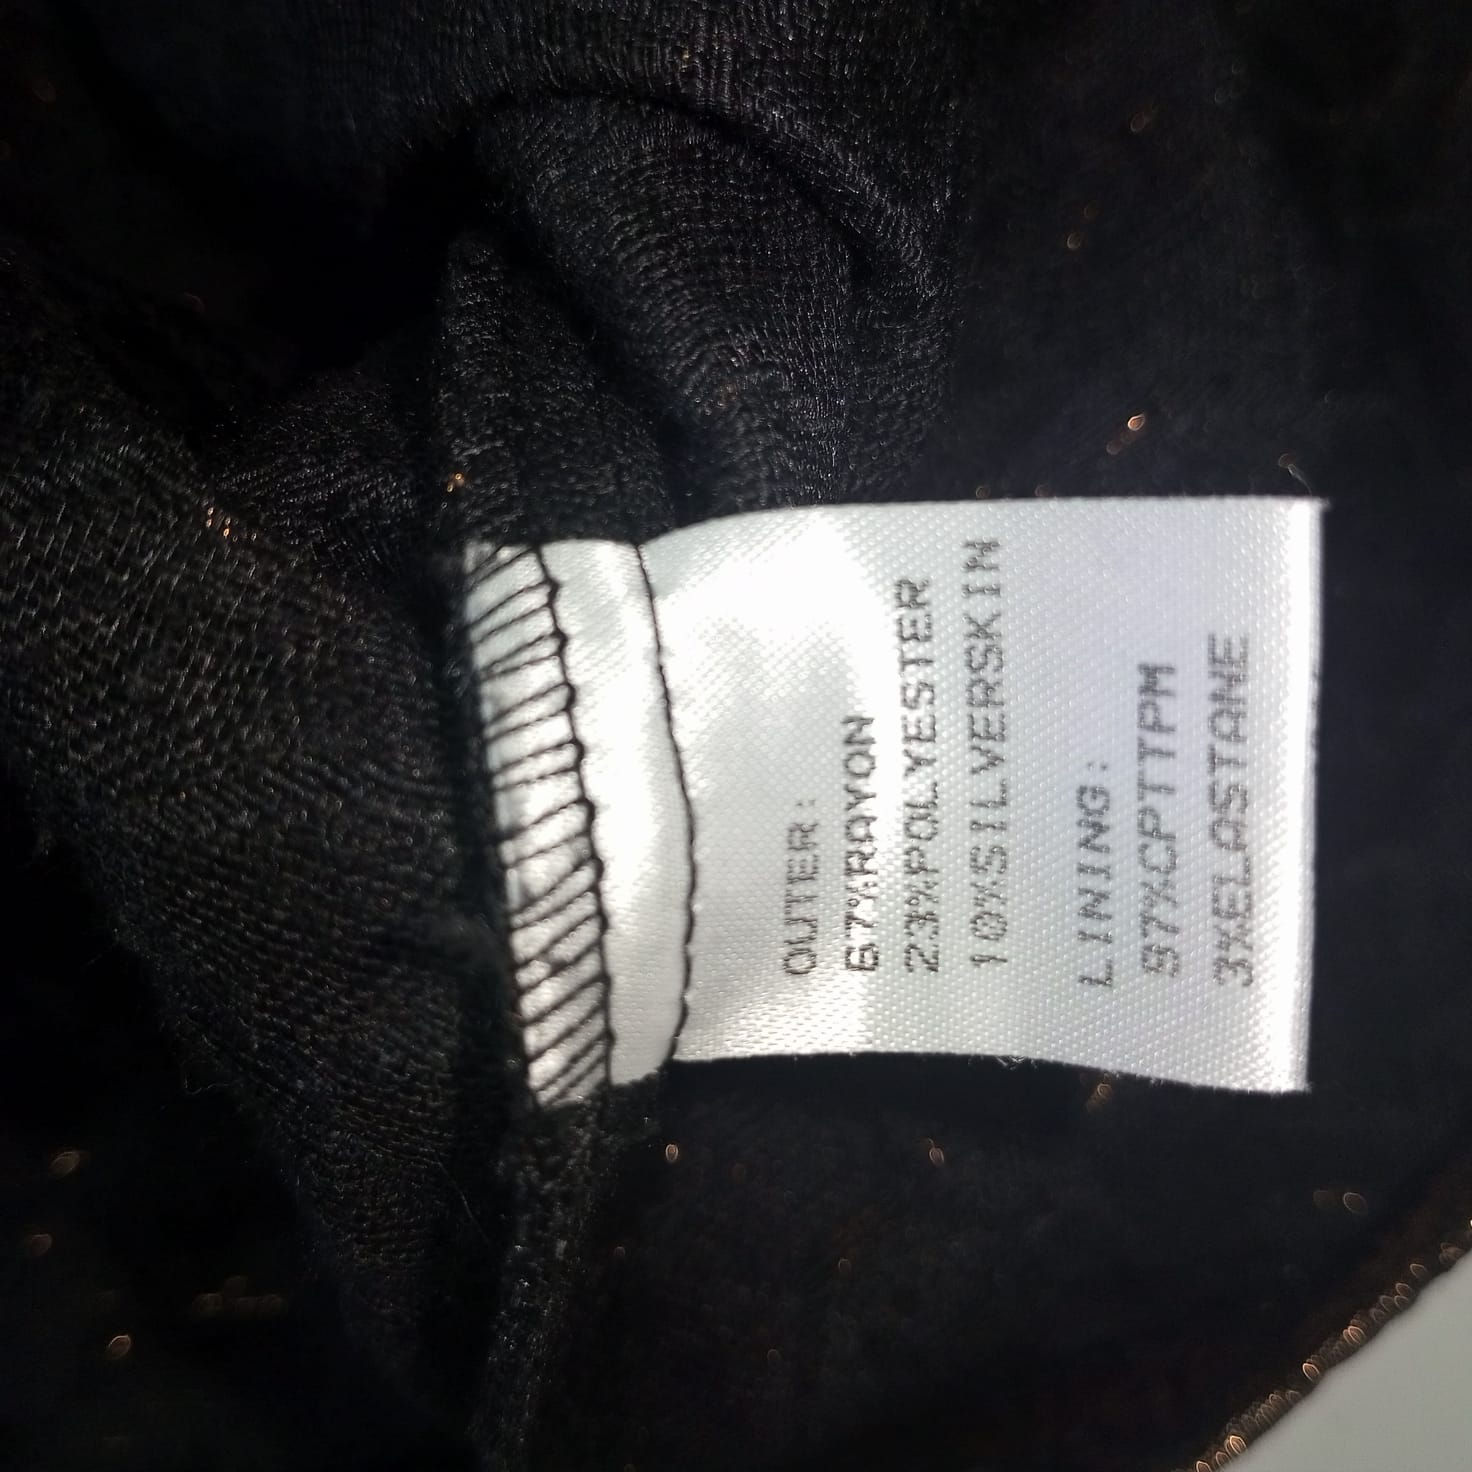 OUTER:
67%RAYON
23%POLYESTER
10%SILVERSKIN
LINING:
97%CPTTPM
3%ELASTANE